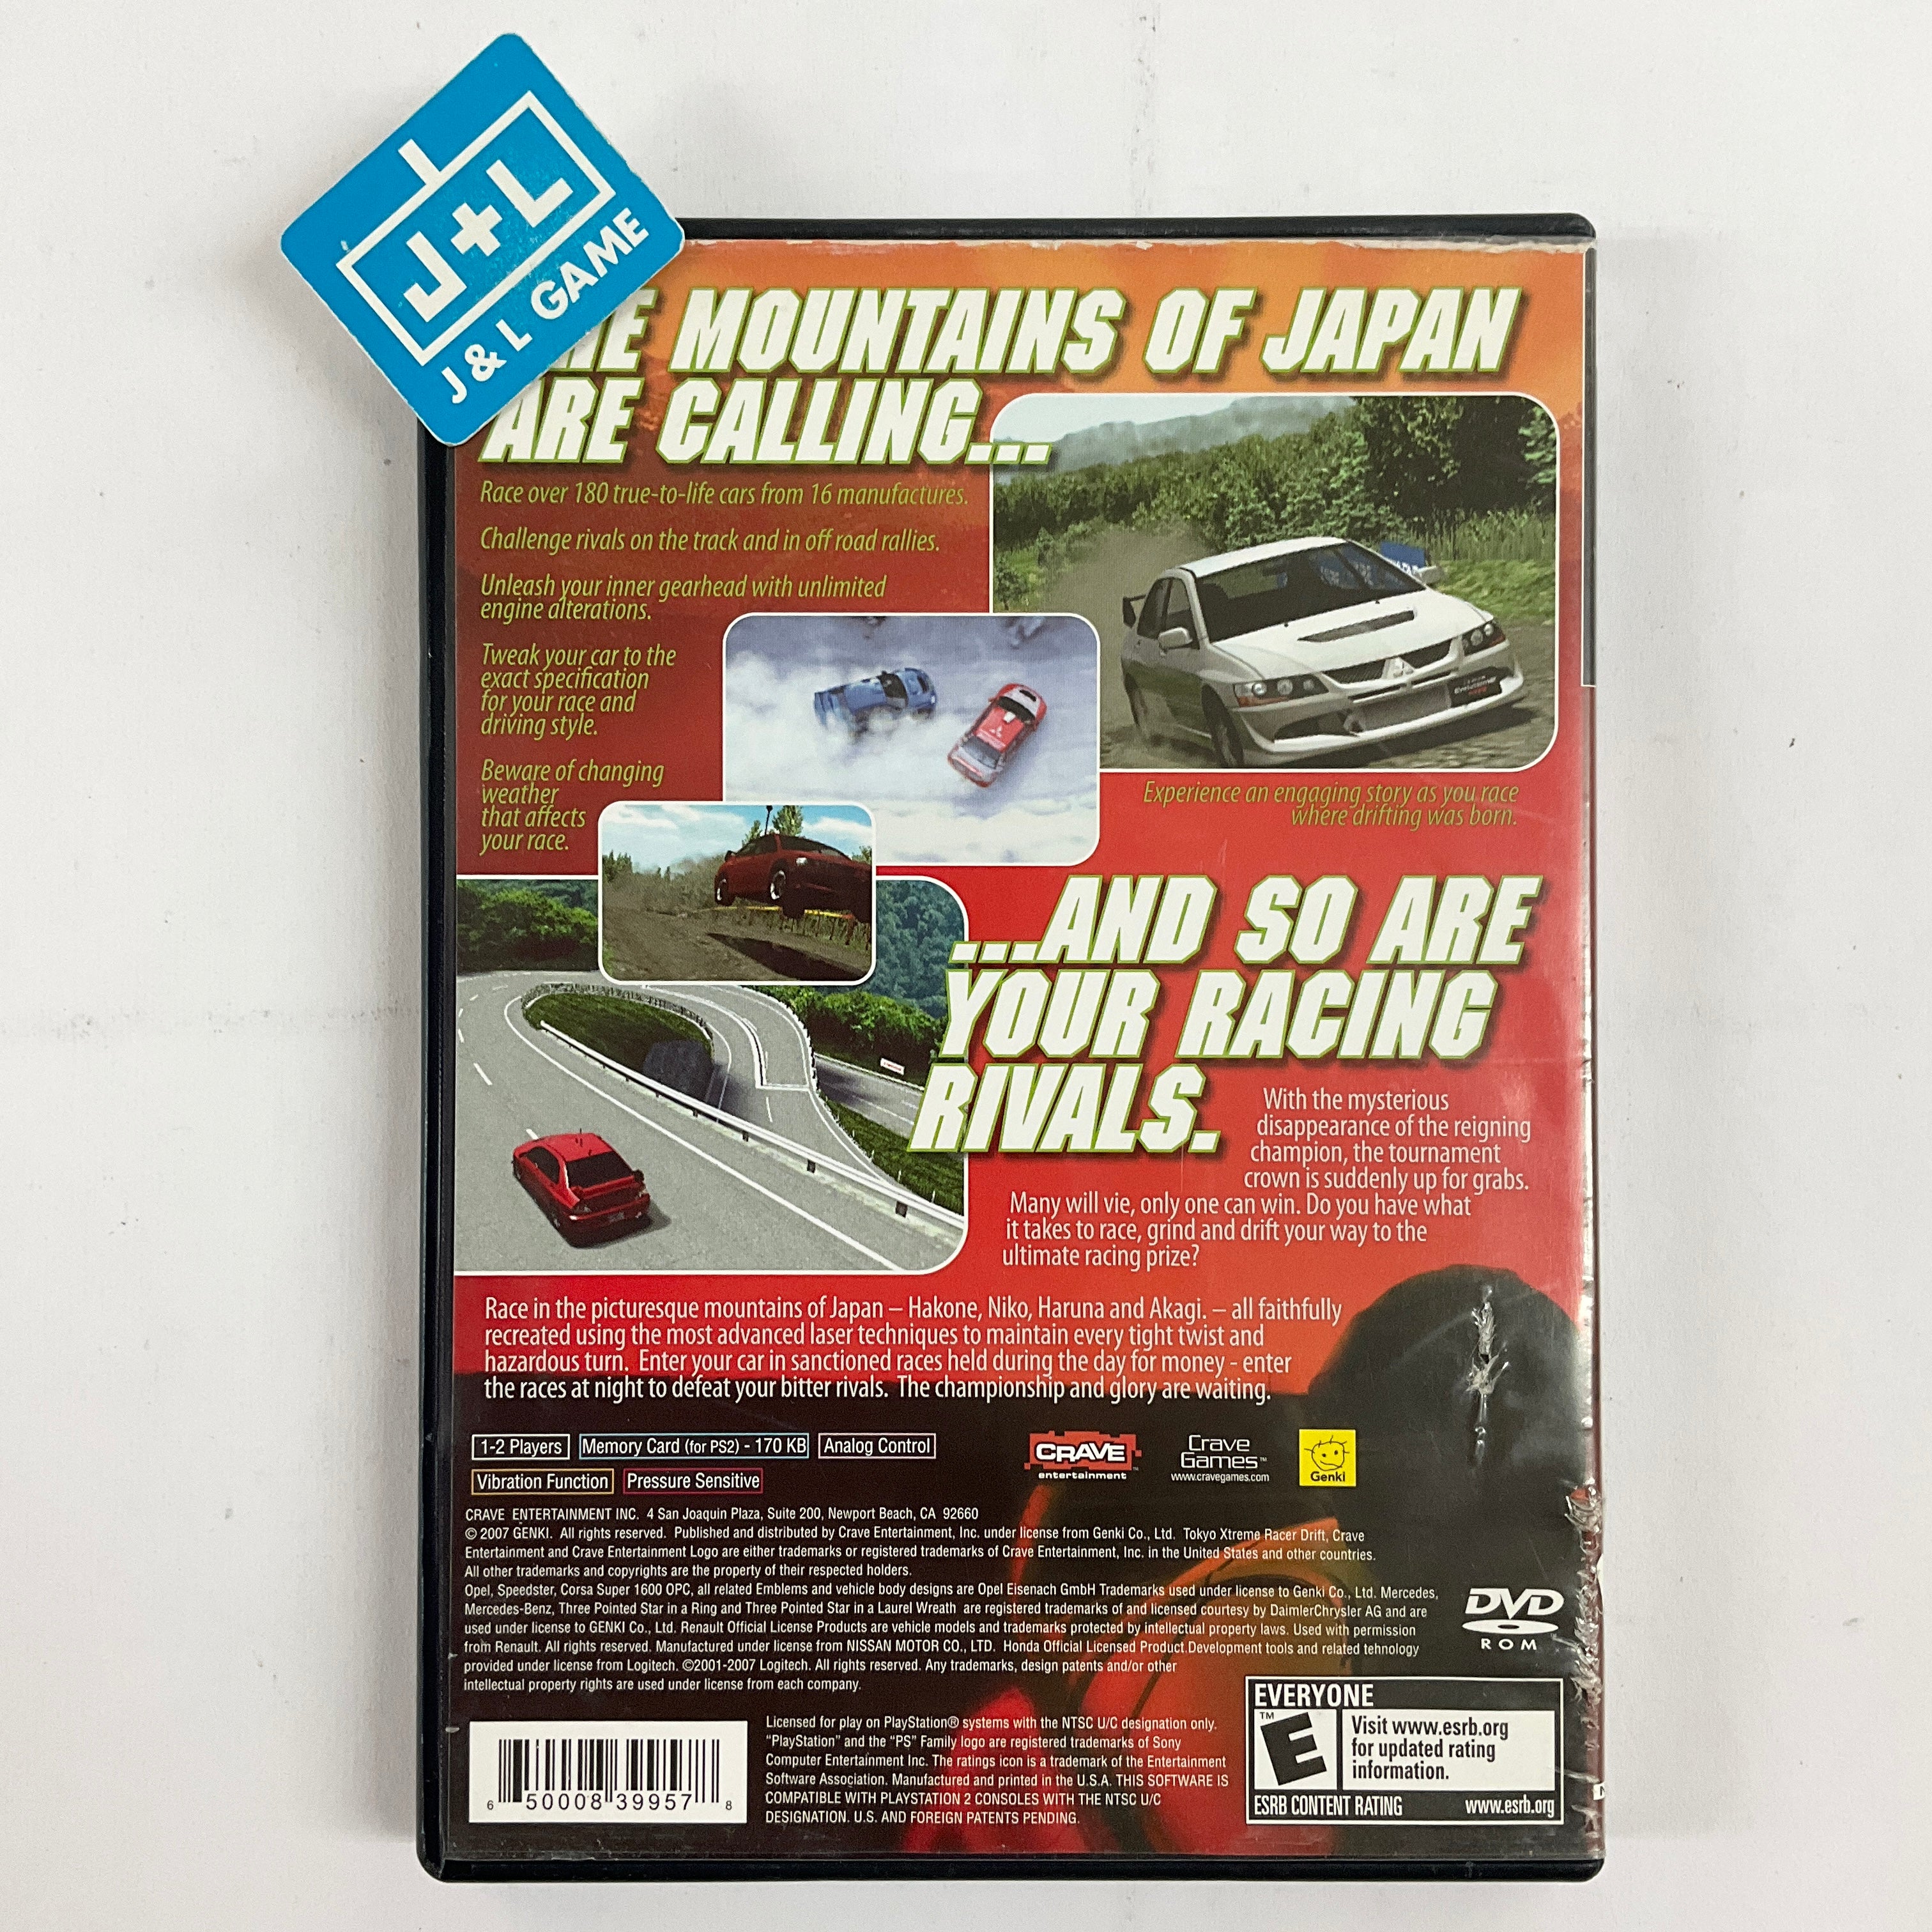 J+L
J & L GAME
MOUNTAINS OF JAPAN
ARE CALLING...
Race over 180 true-to-life cars from 16 manufactures.
Challenge rivals on the track and in off road rallies.
Unleash your inner gearhead with unlimited
engine alterations.
Tweak your car to the
exact specification
for your race and
driving style.
Beware of changing
weather
that affects
your race.
Experience an engaging story as you race
where drifting was born.
...AND SO ARE
YOUR RACING
RIVALS.
With the mysterious
disappearance of the reigning
champion, the tournament
crown is suddenly up for grabs.
Many will vie, only one can win. Do you have what
it takes to race, grind and drift your way to the
ultimate racing prize?
Race in the picturesque mountains of Japan – Hakone, Niko, Haruna and Akagi. – all faithfully
recreated using the most advanced laser techniques to maintain every tight twist and
hazardous turn. Enter your car in sanctioned races held during the day for money - enter
the races at night to defeat your bitter rivals. The championship and glory are waiting.
1-2 Players
Memory Card (for PS2) - 170 KB
Analog Control
Vibration Function
Pressure Sensitive
CRAVE
entertainment™
Crave
Games™
www.cravegames.com
Genki
CRAVE ENTERTAINMENT INC. 4 San Joaquin Plaza, Suite 200, Newport Beach, CA 92660
© 2007 GENKI. All rights reserved. Published and distributed by Crave Entertainment, Inc. under license from Genki Co., Ltd. Tokyo Xtreme Racer Drift, Crave
Entertainment and Crave Entertainment Logo are either trademarks or registered trademarks of Crave Entertainment, Inc. in the United States and other countries.
All other trademarks and copyrights are the property of their respected holders.
Opel, Speedster, Corsa Super 1600 OPC, all related Emblems and vehicle body designs are Opel Eisenach GmbH Trademarks used under license to Genki Co., Ltd. Mercedes,
Mercedes-Benz, Three Pointed Star in a Ring and Three Pointed Star in a Laurel Wreath are registered trademarks of and licensed courtesy by DaimlerChrysler AG and are
used under license to GENKI Co., Ltd. Renault Official License Products are vehicle models and trademarks protected by intellectual property laws. Used with permission
from Renault. All rights reserved. Manufactured under license from NISSAN MOTOR CO., LTD. Honda Official Licensed Product.Development tools and related tehnology
provided under license from Logitech. ©2001-2007 Logitech. All rights reserved. Any trademarks, design patents and/or other
intellectual property rights are used under license from each company.
DVD
ROM
6 50008 39957 8
Licensed for play on PlayStation® systems with the NTSC U/C designation only.
"PlayStation" and the "PS" Family logo are registered trademarks of Sony
Computer Entertainment Inc. The ratings icon is a trademark of the Entertainment
Software Association. Manufactured and printed in the U.S.A. THIS SOFTWARE IS
COMPATIBLE WITH PLAYSTATION 2 CONSOLES WITH THE NTSC U/C
DESIGNATION. U.S. AND FOREIGN PATENTS PENDING.
EVERYONE
™
E
Visit www.esrb.org
for updated rating
information.
ESRB CONTENT RATING www.esrb.org